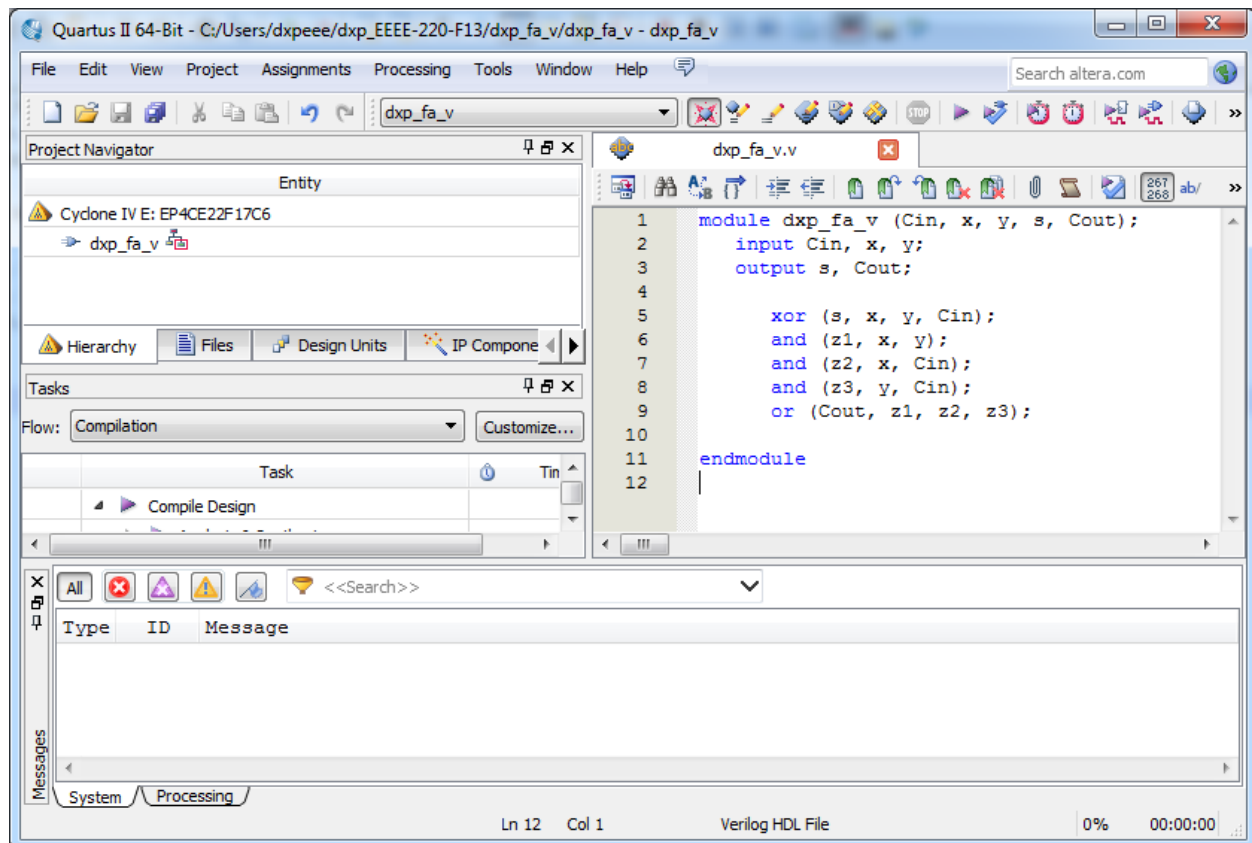 Quartus II 64-Bit - C:/Users/dxpeee/dxp_EEEE-220-F13/dxp_fa_v/dxp_fa_v - dxp_fa_v
File Edit View Project Assignments Processing Tools Window Help Search altera.com
dxp_fa_v STOP »
Project Navigator
Entity
Cyclone IV E: EP4CE22F17C6
dxp_fa_v
Hierarchy Files Design Units IP Compone
Tasks
Flow: Compilation Customize...
Task Tin
Compile Design
abc dxp_fa_v.v
267 268 ab/ »
1 module dxp_fa_v (Cin, x, y, s, Cout);
2 input Cin, x, y;
3 output s, Cout;
4
5 xor (s, x, y, Cin);
6 and (z1, x, y);
7 and (z2, x, Cin);
8 and (z3, y, Cin);
9 or (Cout, z1, z2, z3);
10
11 endmodule
12
All <<Search>>
Type ID Message
Messages
System Processing
Ln 12 Col 1 Verilog HDL File 0% 00:00:00